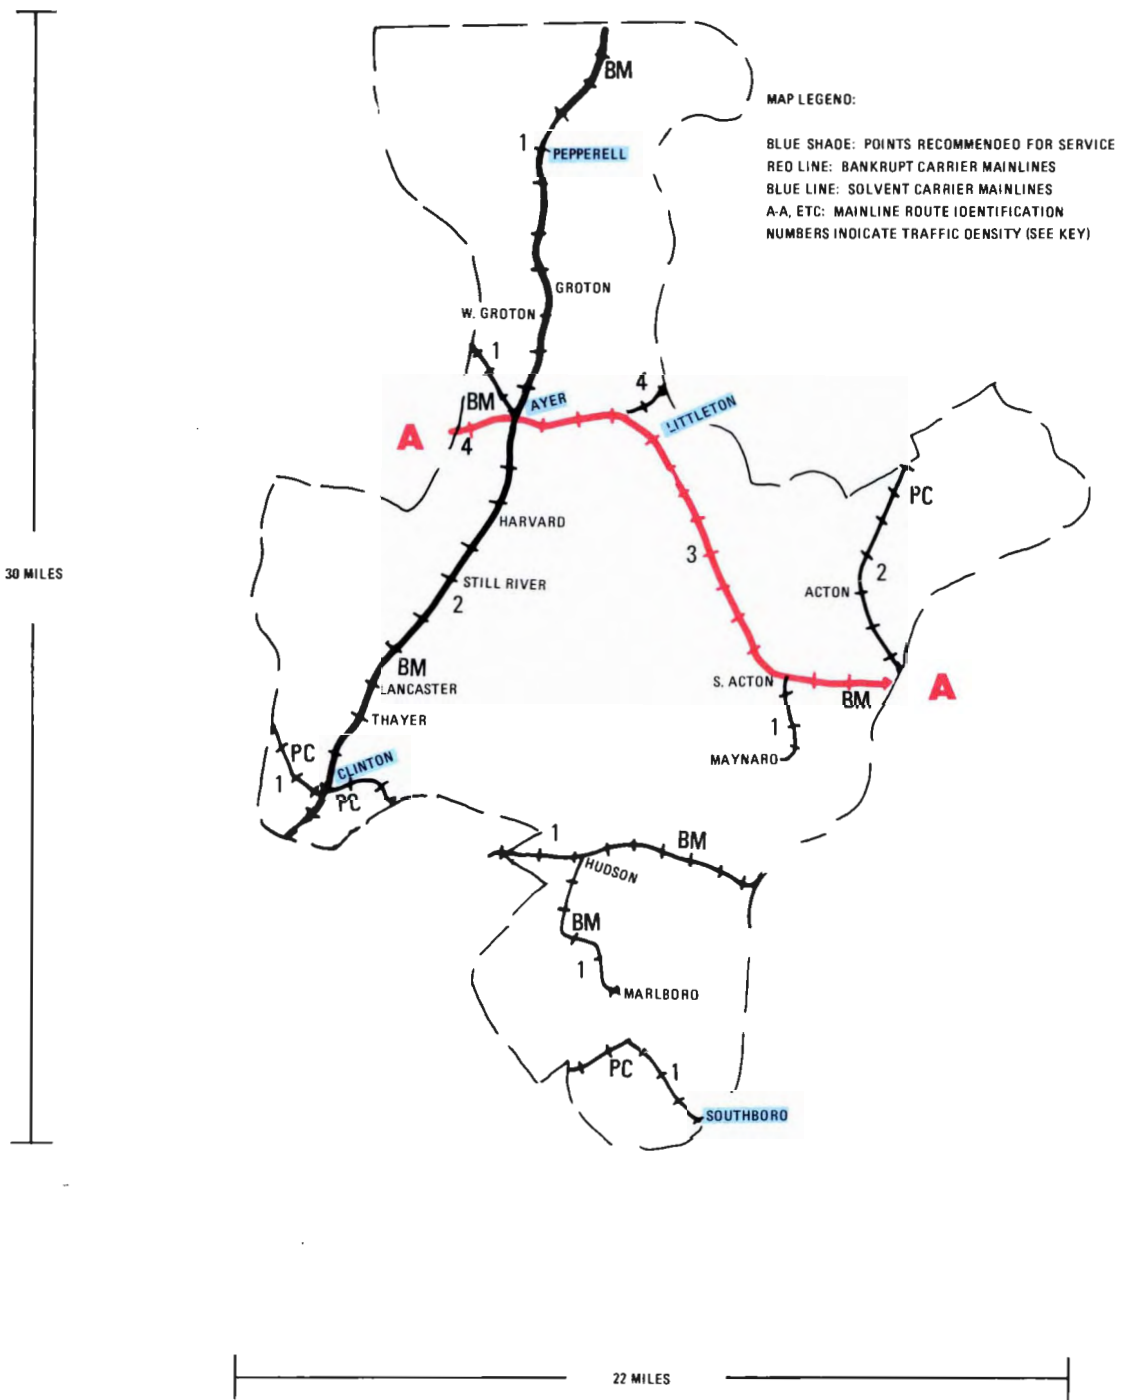 BM
MAP LEGEND:
BLUE SHADE: POINTS RECOMMENDED FOR SERVICE
RED LINE: BANKRUPT CARRIER MAINLINES
BLUE LINE: SOLVENT CARRIER MAINLINES
A-A, ETC: MAINLINE ROUTE IDENTIFICATION
NUMBERS INDICATE TRAFFIC DENSITY (SEE KEY)
1
PEPPERELL
GROTON
W. GROTON
1
4
BM
AYER
LITTLETON
A
4
PC
HARVARD
3
2
30 MILES
STILL RIVER
ACTON
2
BM
LANCASTER
S. ACTON
A
BM
THAYER
1
PC
MAYNARD
CLINTON
1
PC
1
BM
HUDSON
BM
1
MARLBORO
PC
1
SOUTHBORO
22 MILES